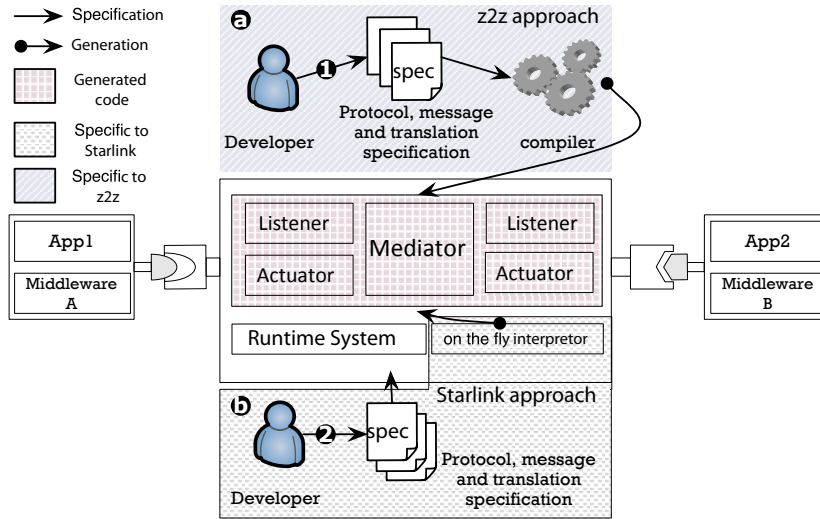 Specification
Generation
Generated
code
Specific to
Starlink
Specific to
z2z
a
z2z approach
1
spec
Developer
Protocol, message
and translation
specification
compiler
App1
Middleware
A
Listener
Actuator
Mediator
Listener
Actuator
App2
Middleware
B
Runtime System
on the fly interpretor
b
Starlink approach
2
spec
Developer
Protocol, message
and translation
specification